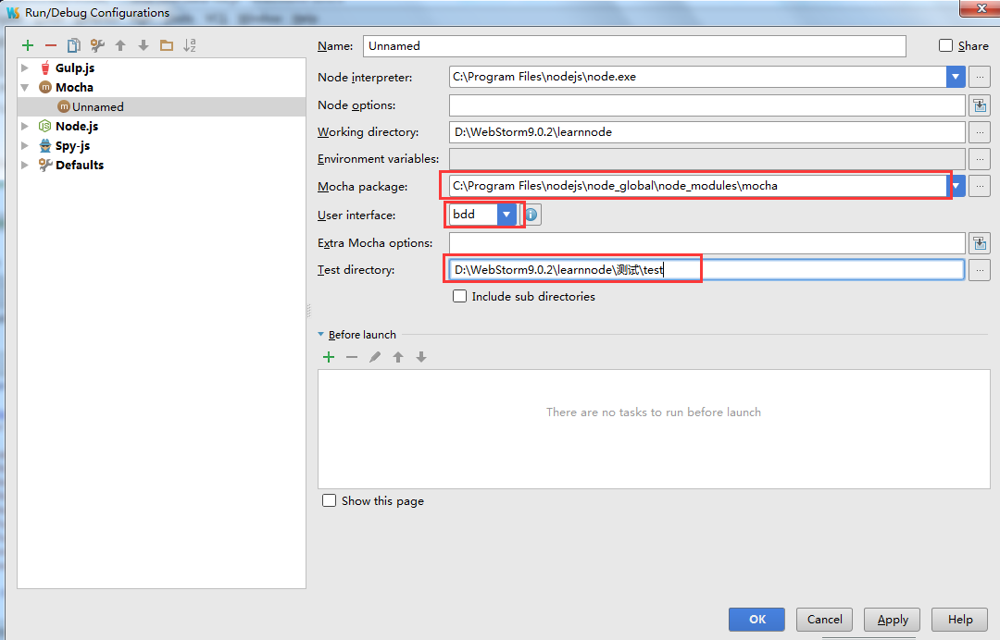 Run/Debug Configurations
Gulp.js
Mocha
Unnamed
Node.js
Spy-js
Defaults
Name: Unnamed Share
Node interpreter: C:\Program Files\nodejs\node.exe
Node options:
Working directory: D:\WebStorm9.0.2\learnnode
Environment variables:
Mocha package: C:\Program Files\nodejs\node_global\node_modules\mocha
User interface: bdd
Extra Mocha options:
Test directory: D:\WebStorm9.0.2\learnnode\测试\test
Include sub directories
Before launch
There are no tasks to run before launch
Show this page
OK Cancel Apply Help